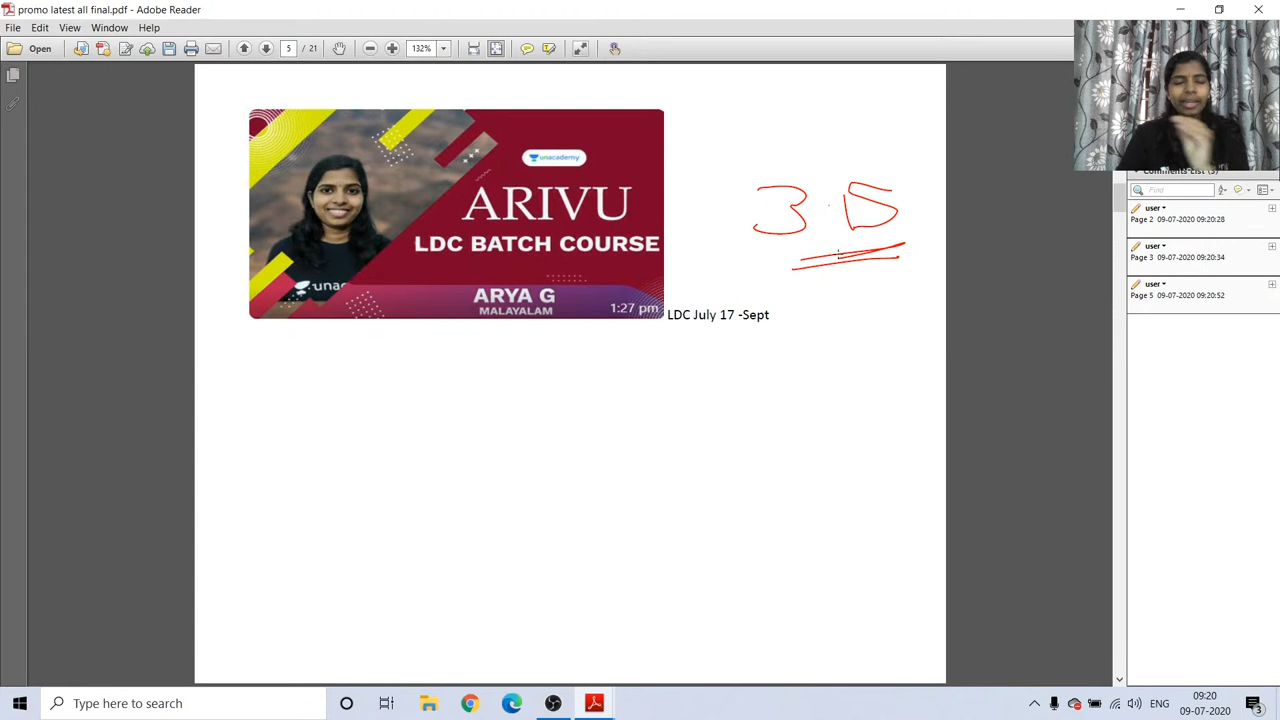 promo latest all final.pdf - Adobe Reader
File Edit View Window Help
Open 5 / 21 132%
Comments List (3)
Find
unacademy
ARIVU
LDC BATCH COURSE
ARYA G
MALAYALAM
1:27 pm
LDC July 17 -Sept
3.5
user
Page 2 09-07-2020 09:20:28
user
Page 3 09-07-2020 09:20:34
user
Page 5 09-07-2020 09:20:52
Type here to search
ENG
09:20
09-07-2020
3